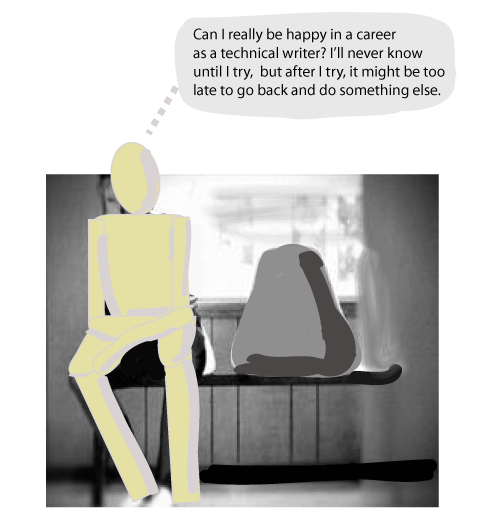 Can I really be happy in a career
as a technical writer? I'll never know
until I try,  but after I try, it might be too
late to go back and do something else.